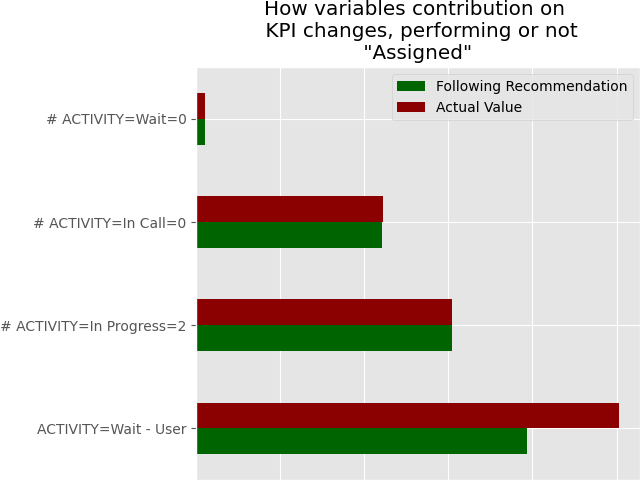 How variables contribution on
KPI changes, performing or not
"Assigned"
Following Recommendation
Actual Value
# ACTIVITY=Wait=0
# ACTIVITY=In Call=0
# ACTIVITY=In Progress=2
ACTIVITY=Wait - User